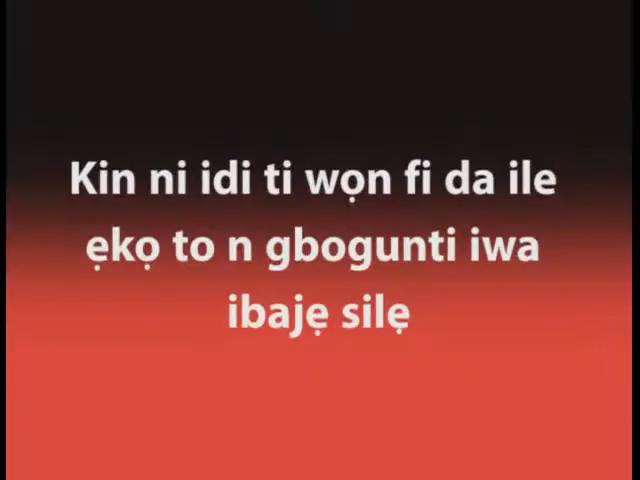 Kin ni idi ti wọn fi da ile
ẹkọ to n gbogunti iwa
ibajẹ silẹ